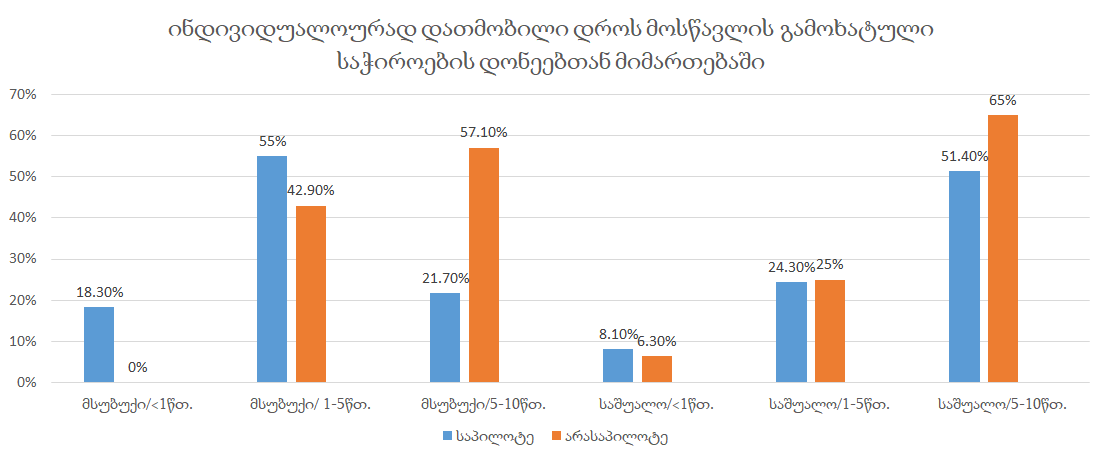 ინდივიდუალოურად დათმობილი დროს მოსწავლის გამოხატული
საჭიროების დონეებთან მიმართებაში
70%
60%
50%
40%
30%
20%
10%
0%
18.30%
0%
55%
42.90%
21.70%
57.10%
8.10%
6.30%
24.30%
25%
51.40%
65%
მსუბუქი/<1წთ.
მსუბუქი/ 1-5წთ.
მსუბუქი/5-10წთ.
საშუალო/<1წთ.
საშუალო/1-5წთ.
საშუალო/5-10წთ.
საპილოტე
არასაპილოტე